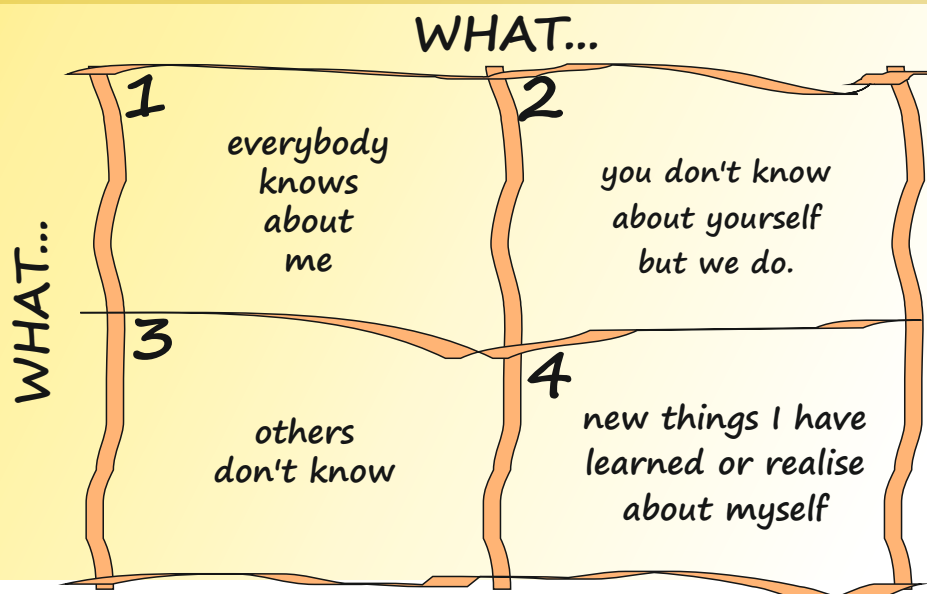 WHAT...
WHAT...
1
everybody
knows
about
me
2
you don't know
about yourself
but we do.
3
others
don't know
4
new things I have
learned or realise
about myself